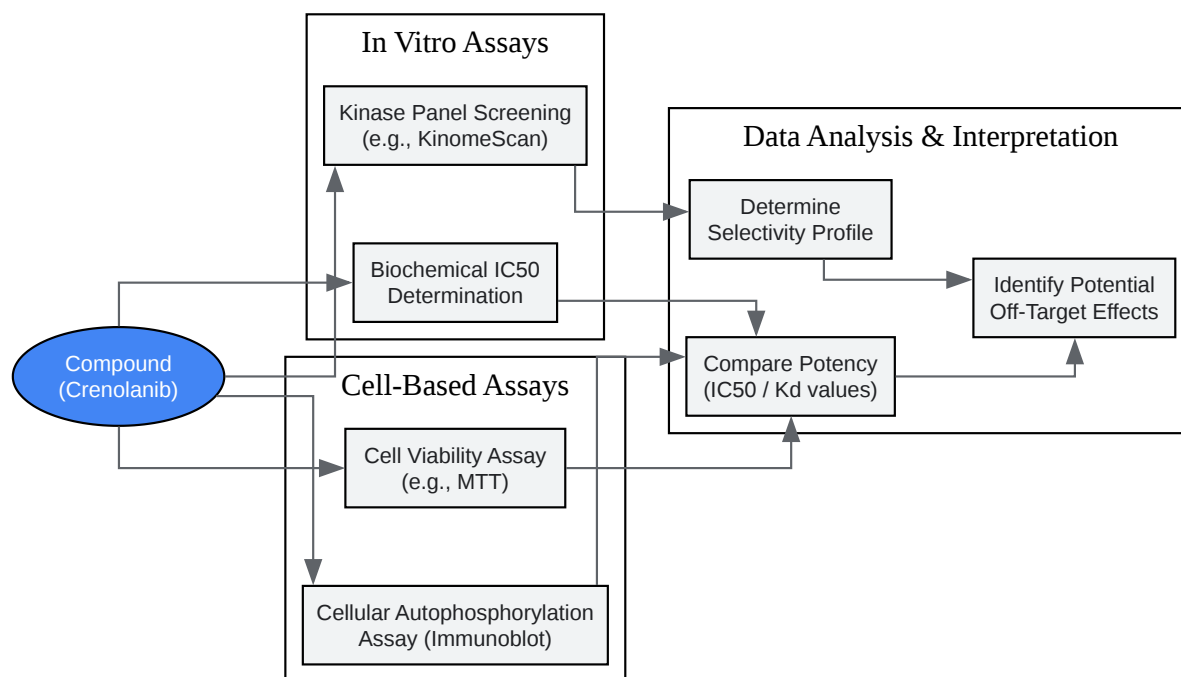 In Vitro Assays
Kinase Panel Screening
(e.g., KinomeScan)
Biochemical IC50
Determination
Compound
(Crenolanib)
Cell-Based Assays
Cell Viability Assay
(e.g., MTT)
Cellular Autophosphorylation
Assay (Immunoblot)
Data Analysis & Interpretation
Determine
Selectivity Profile
Identify Potential
Off-Target Effects
Compare Potency
(IC50 / Kd values)